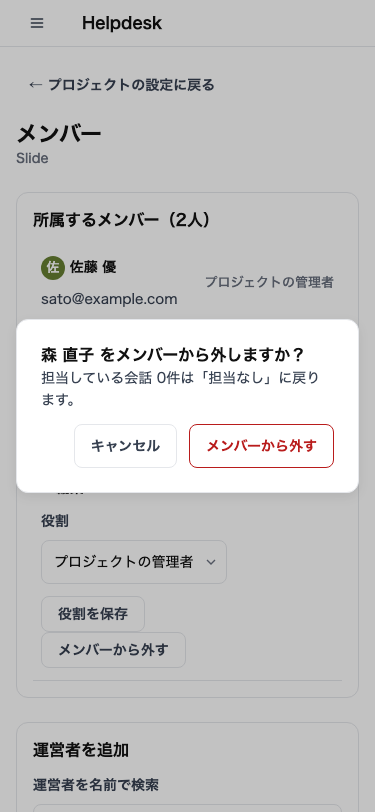 Helpdesk
← プロジェクトの設定に戻る
メンバー
Slide
所属するメンバー（2人）
佐 佐藤 優
プロジェクトの管理者
sato@example.com
森 直子 をメンバーから外しますか？
担当している会話 0件は「担当なし」に戻り
ます。
キャンセル
メンバーから外す
役割
プロジェクトの管理者
役割を保存
メンバーから外す
運営者を追加
運営者を名前で検索